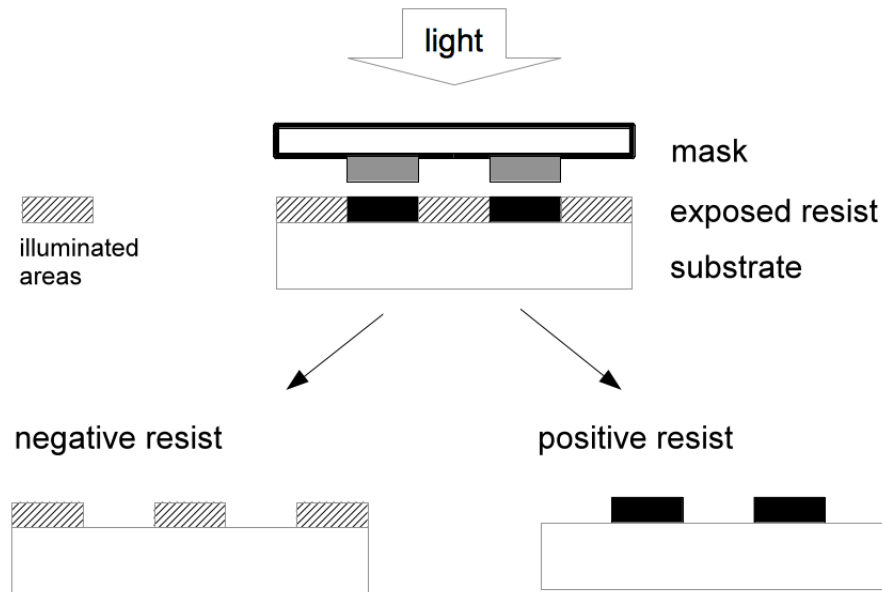 light
mask
exposed resist
illuminated
areas
substrate
negative resist
positive resist